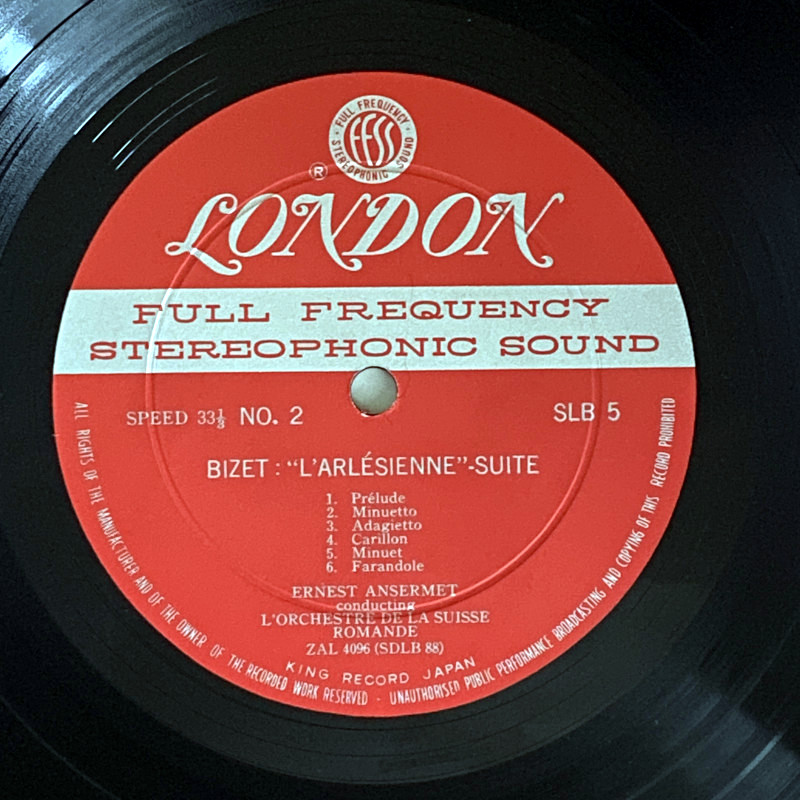 FULL FREQUENCY
STEREOPHONIC SOUND
FFSS
®
LONDON
FULL FREQUENCY
STEREOPHONIC SOUND
SPEED 33⅓ NO. 2
SLB 5
BIZET : “L'ARLÉSIENNE”-SUITE
1. Prélude
2. Minuetto
3. Adagietto
4. Carillon
5. Minuet
6. Farandole
ERNEST ANSERMET
conducting
L'ORCHESTRE DE LA SUISSE
ROMANDE
ZAL 4096 (SDLB 88)
KING RECORD JAPAN
ALL RIGHTS OF THE MANUFACTURER AND OF THE OWNER OF THE RECORDED WORK RESERVED · UNAUTHORISED PUBLIC PERFORMANCE BROADCASTING AND COPYING OF THIS RECORD PROHIBITED